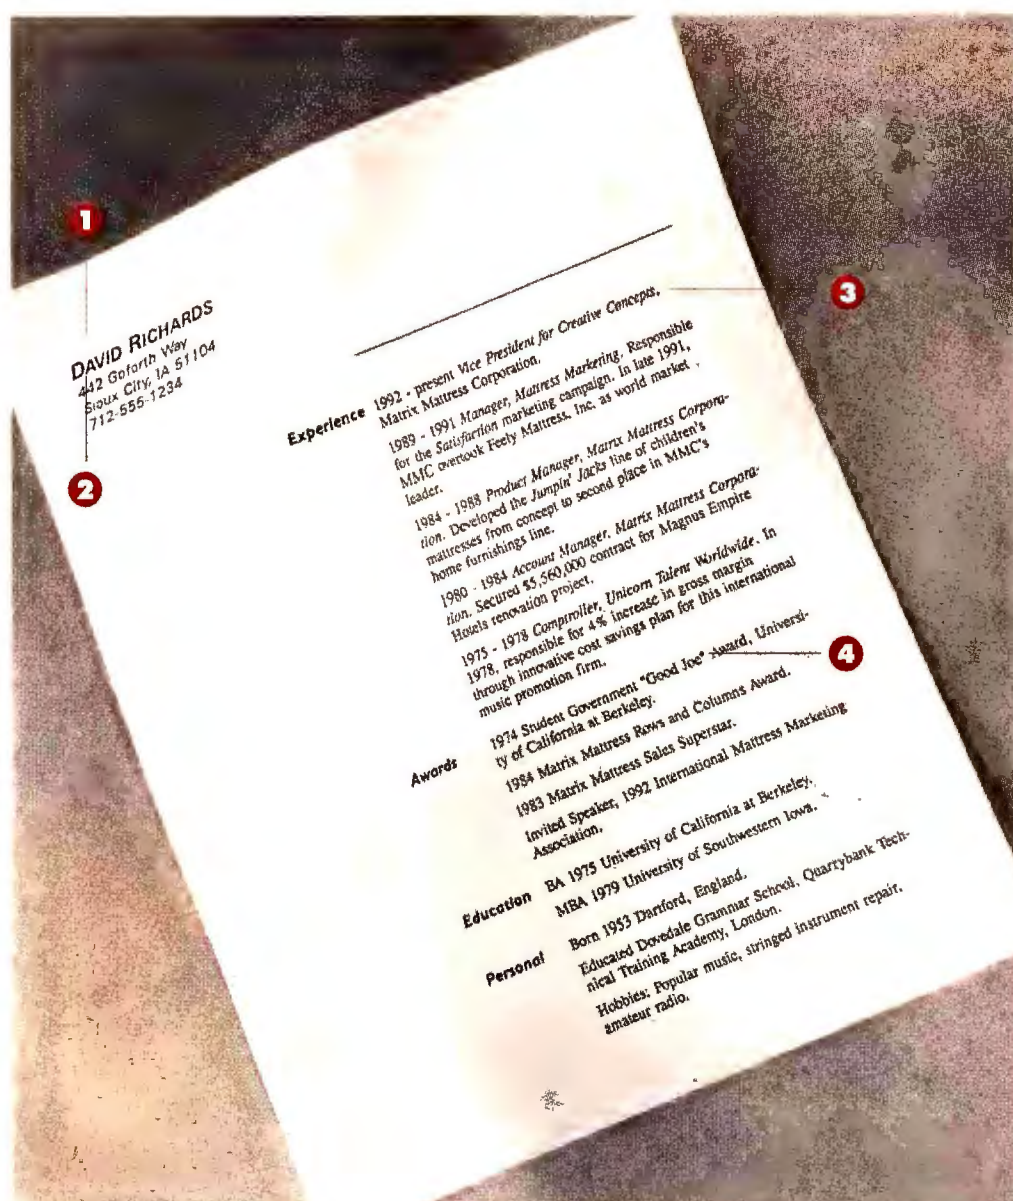 1
DAVID RICHARDS
442 Goforth Way
Sioux City, IA 51104
712-555-1234
2
3
Experience 1992 - present Vice President for Creative Concepts,
Matrix Mattress Corporation.
1989 - 1991 Manager, Mattress Marketing. Responsible
for the Satisfaction marketing campaign. In late 1991,
MMC overtook Feely Mattress, Inc. as world market
leader.
1984 - 1988 Product Manager, Matrix Mattress Corpora-
tion. Developed the Jumpin' Jacks line of children's
mattresses from concept to second place in MMC's
home furnishings line.
1980 - 1984 Account Manager, Matrix Mattress Corpora-
tion. Secured $5,560,000 contract for Magnus Empire
Hotels renovation project.
1975 - 1978 Comptroller, Unicorn Talent Worldwide. In
1978, responsible for 4% increase in gross margin
through innovative cost savings plan for this international
music promotion firm.
4
Awards 1974 Student Government "Good Joe" Award, Universi-
ty of California at Berkeley.
1984 Matrix Mattress Rows and Columns Award.
1983 Matrix Mattress Sales Superstar.
Invited Speaker, 1992 International Mattress Marketing
Association.
Education BA 1975 University of California at Berkeley.
MBA 1979 University of Southwestern Iowa.
Personal Born 1953 Dartford, England.
Educated Dovedale Grammar School, Quarrybank Tech-
nical Training Academy, London.
Hobbies: Popular music, stringed instrument repair,
amateur radio.